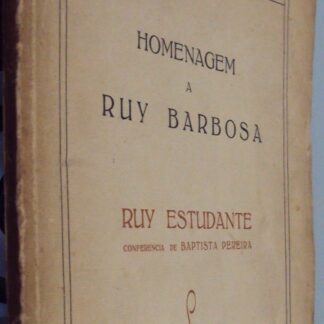 HOMENAGEM
A
RUY BARBOSA
RUY ESTUDANTE
CONFERENCIA DE BAPTISTA PEREIRA